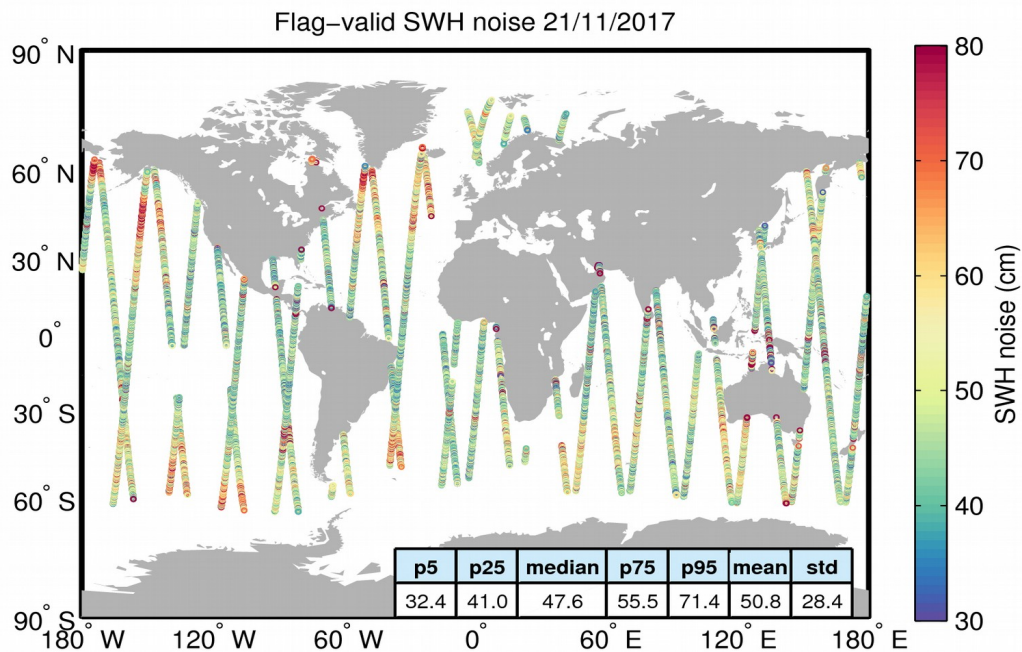 Flag−valid SWH noise 21/11/2017
90° N
60° N
30° N
0°
30° S
60° S
90° S
180° W
120° W
60° W
0°
60° E
120° E
180° E
80
70
60
50
40
30
SWH noise (cm)
p5 p25 median p75 p95 mean std
32.4 41.0 47.6 55.5 71.4 50.8 28.4